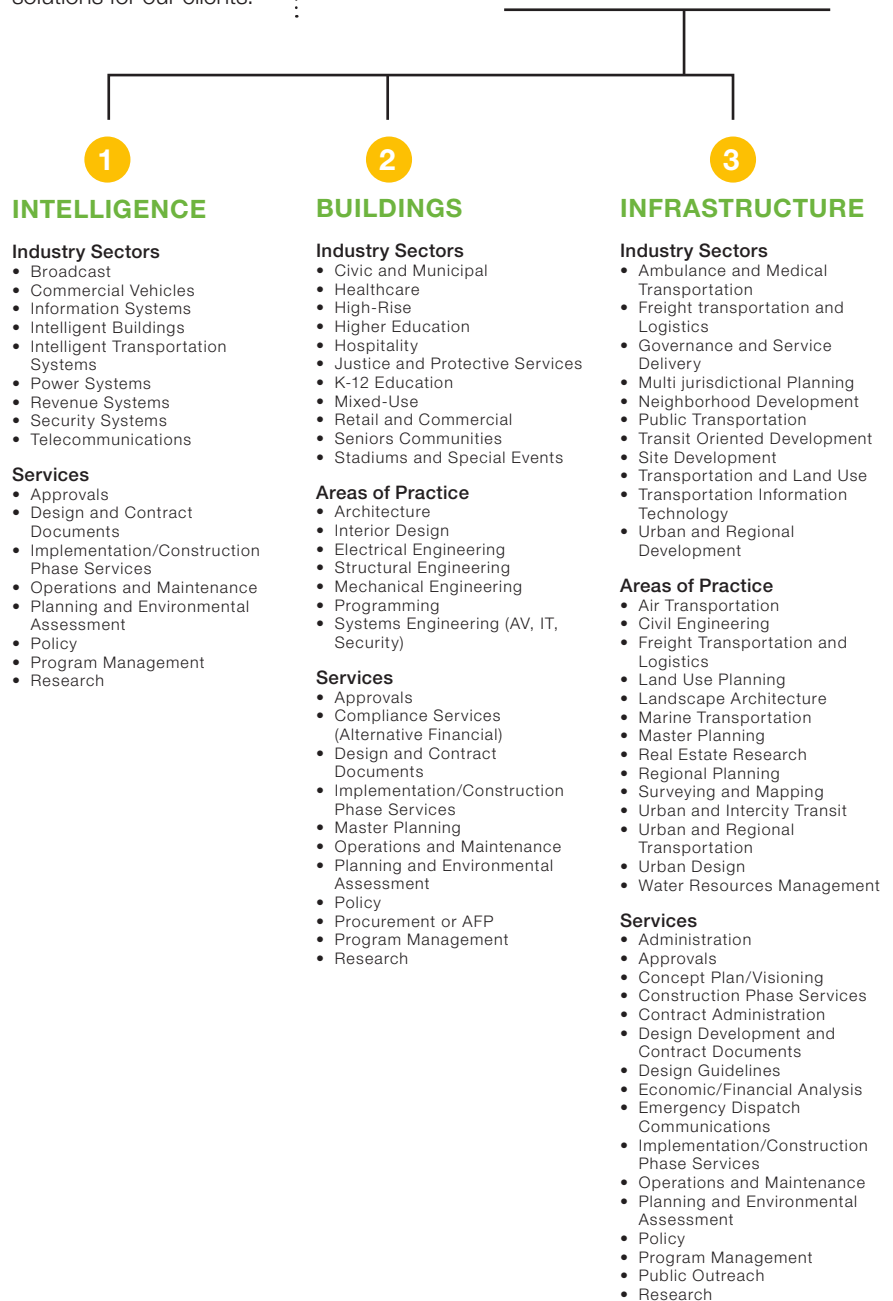 solutions for our clients.
1
INTELLIGENCE
Industry Sectors
• Broadcast
• Commercial Vehicles
• Information Systems
• Intelligent Buildings
• Intelligent Transportation
Systems
• Power Systems
• Revenue Systems
• Security Systems
• Telecommunications
Services
• Approvals
• Design and Contract
Documents
• Implementation/Construction
Phase Services
• Operations and Maintenance
• Planning and Environmental
Assessment
• Policy
• Program Management
• Research
2
BUILDINGS
Industry Sectors
• Civic and Municipal
• Healthcare
• High-Rise
• Higher Education
• Hospitality
• Justice and Protective Services
• K-12 Education
• Mixed-Use
• Retail and Commercial
• Seniors Communities
• Stadiums and Special Events
Areas of Practice
• Architecture
• Interior Design
• Electrical Engineering
• Structural Engineering
• Mechanical Engineering
• Programming
• Systems Engineering (AV, IT,
Security)
Services
• Approvals
• Compliance Services
(Alternative Financial)
• Design and Contract
Documents
• Implementation/Construction
Phase Services
• Master Planning
• Operations and Maintenance
• Planning and Environmental
Assessment
• Policy
• Procurement or AFP
• Program Management
• Research
3
INFRASTRUCTURE
Industry Sectors
• Ambulance and Medical
Transportation
• Freight transportation and
Logistics
• Governance and Service
Delivery
• Multi jurisdictional Planning
• Neighborhood Development
• Public Transportation
• Transit Oriented Development
• Site Development
• Transportation and Land Use
• Transportation Information
Technology
• Urban and Regional
Development
Areas of Practice
• Air Transportation
• Civil Engineering
• Freight Transportation and
Logistics
• Land Use Planning
• Landscape Architecture
• Marine Transportation
• Master Planning
• Real Estate Research
• Regional Planning
• Surveying and Mapping
• Urban and Intercity Transit
• Urban and Regional
Transportation
• Urban Design
• Water Resources Management
Services
• Administration
• Approvals
• Concept Plan/Visioning
• Construction Phase Services
• Contract Administration
• Design Development and
Contract Documents
• Design Guidelines
• Economic/Financial Analysis
• Emergency Dispatch
Communications
• Implementation/Construction
Phase Services
• Operations and Maintenance
• Planning and Environmental
Assessment
• Policy
• Program Management
• Public Outreach
• Research